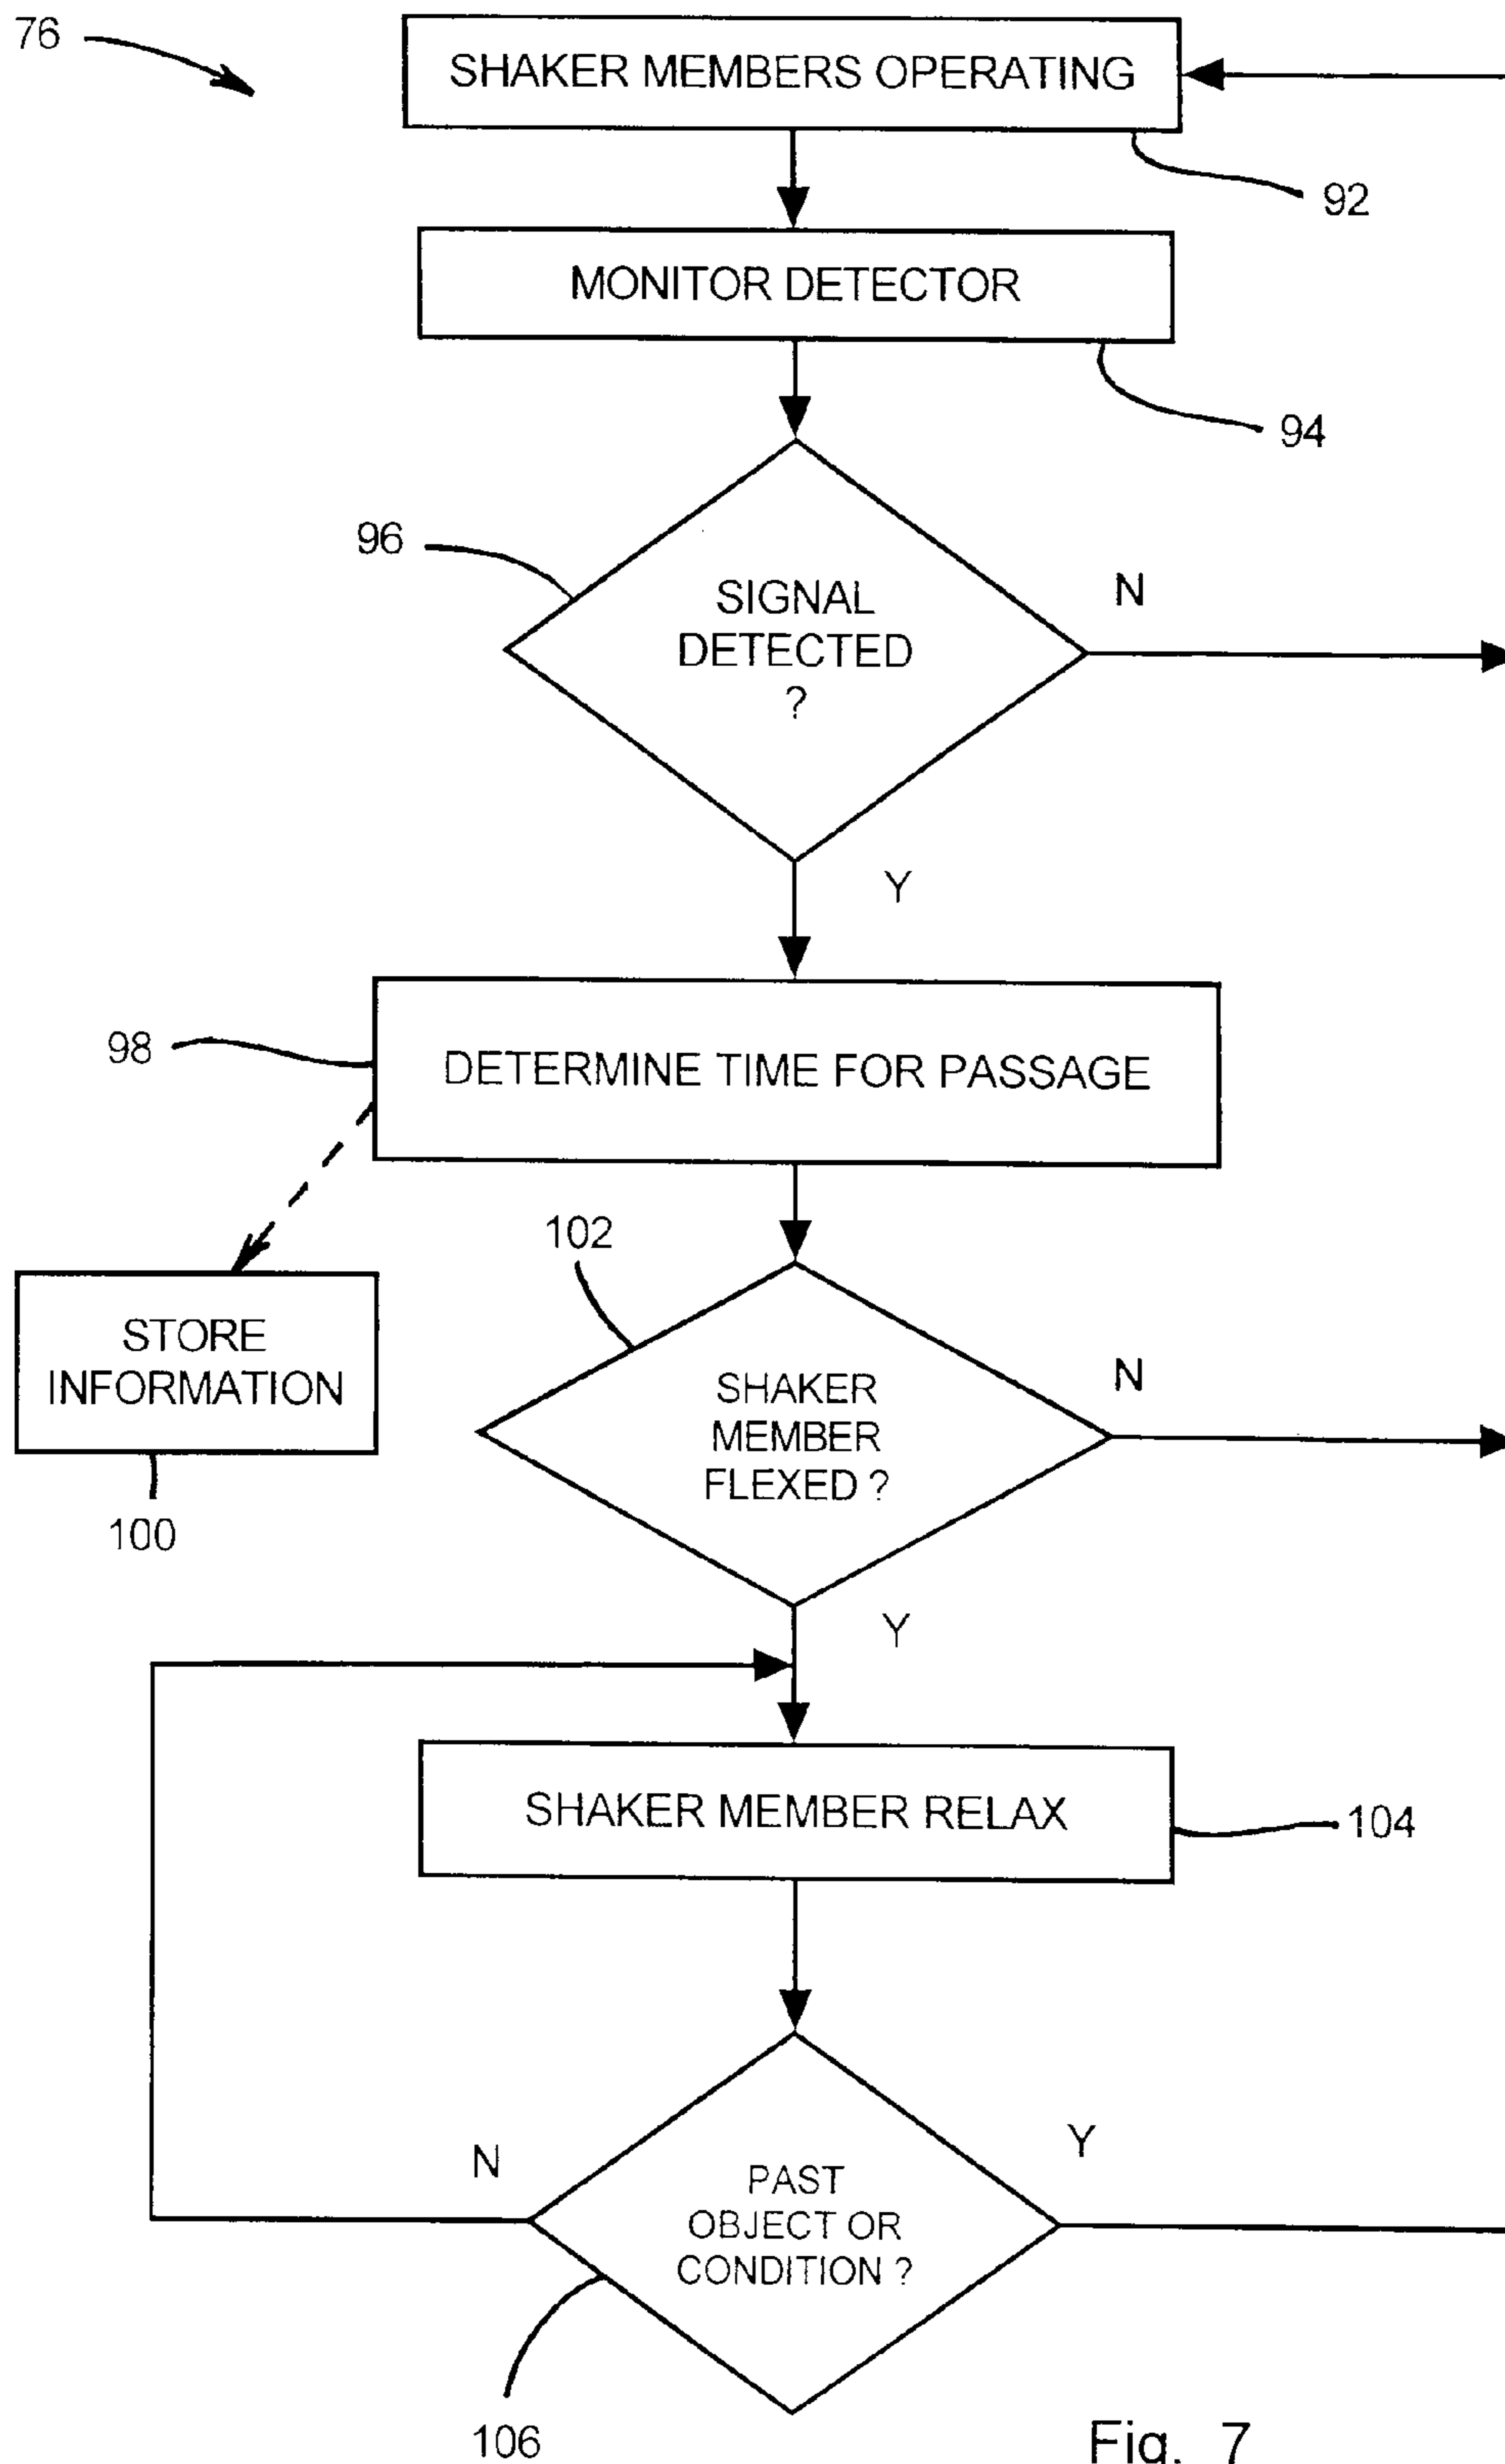 76
SHAKER MEMBERS OPERATING
92
MONITOR DETECTOR
94
96
SIGNAL
DETECTED
?
N
Y
98
DETERMINE TIME FOR PASSAGE
102
STORE
INFORMATION
100
SHAKER
MEMBER
FLEXED ?
N
Y
SHAKER MEMBER RELAX
104
N
PAST
OBJECT OR
CONDITION ?
Y
106
Fig. 7